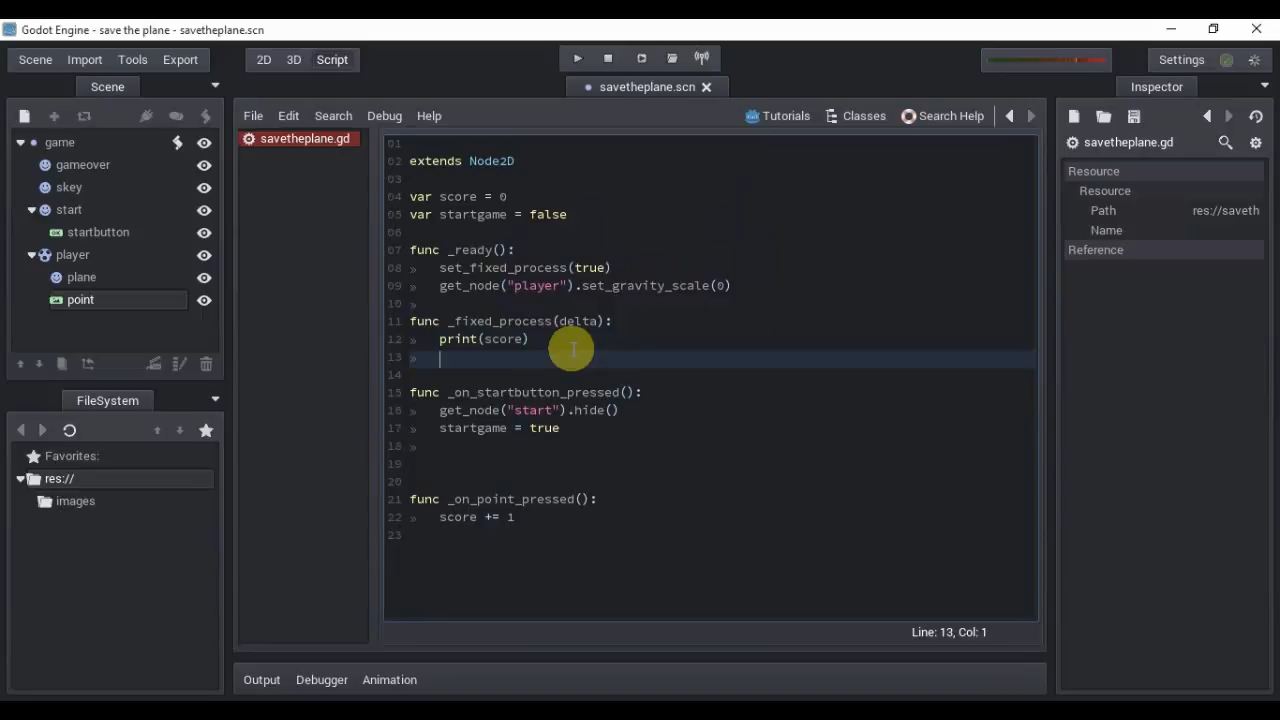 Godot Engine - save the plane - savetheplane.scn
Scene Import Tools Export 2D 3D Script Settings
Scene savetheplane.scn Inspector
File Edit Search Debug Help Tutorials Classes Search Help
game
gameover
skey
start
startbutton
player
plane
point
FileSystem
Favorites:
res://
images
savetheplane.gd
01
02 extends Node2D
03
04 var score = 0
05 var startgame = false
06
07 func _ready():
08 » set_fixed_process(true)
09 » get_node("player").set_gravity_scale(0)
10 »
11 func _fixed_process(delta):
12 » print(score)
13 »
14
15 func _on_startbutton_pressed():
16 » get_node("start").hide()
17 » startgame = true
18 »
19
20
21 func _on_point_pressed():
22 » score += 1
23
Line: 13, Col: 1
Output Debugger Animation
savetheplane.gd
Resource
Resource
Path res://saveth
Name
Reference